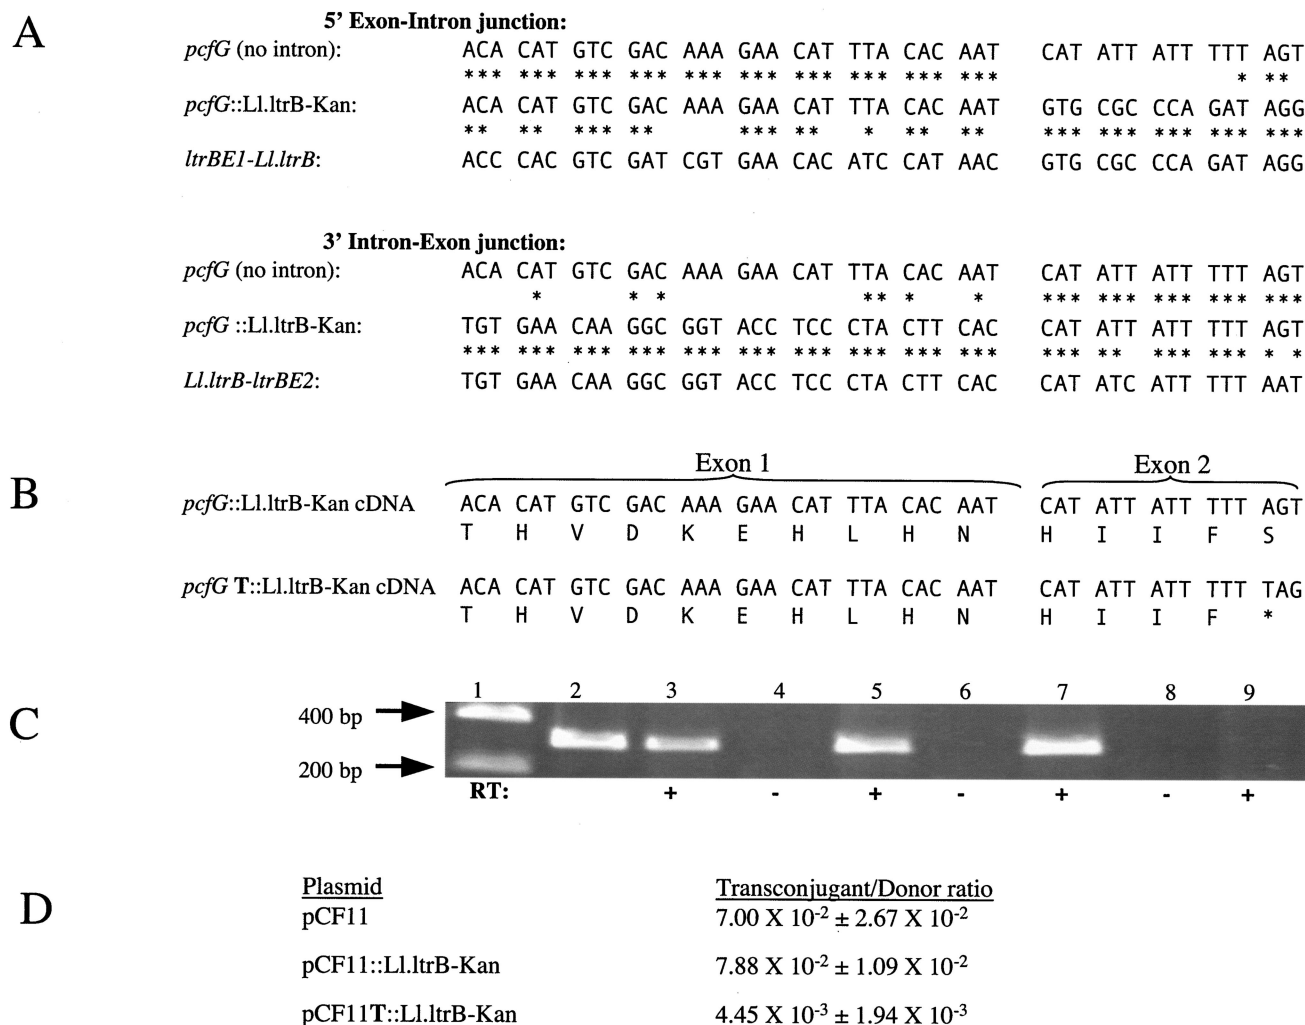 A
5’ Exon-Intron junction:
pcfG (no intron): ACA CAT GTC GAC AAA GAA CAT TTA CAC AAT CAT ATT ATT TTT AGT
*** *** *** *** *** *** *** *** *** *** * **
pcfG::Ll.ltrB-Kan: ACA CAT GTC GAC AAA GAA CAT TTA CAC AAT GTG CGC CCA GAT AGG
** ** *** ** *** ** * ** ** *** *** *** *** ***
ltrBE1-Ll.ltrB: ACC CAC GTC GAT CGT GAA CAC ATC CAT AAC GTG CGC CCA GAT AGG
3’ Intron-Exon junction:
pcfG (no intron): ACA CAT GTC GAC AAA GAA CAT TTA CAC AAT CAT ATT ATT TTT AGT
* * * ** * * *** *** *** *** ***
pcfG ::Ll.ltrB-Kan: TGT GAA CAA GGC GGT ACC TCC CTA CTT CAC CAT ATT ATT TTT AGT
*** *** *** *** *** *** *** *** *** *** *** ** *** *** * *
Ll.ltrB-ltrBE2: TGT GAA CAA GGC GGT ACC TCC CTA CTT CAC CAT ATC ATT TTT AAT
B
Exon 1 Exon 2
pcfG::Ll.ltrB-Kan cDNA ACA CAT GTC GAC AAA GAA CAT TTA CAC AAT CAT ATT ATT TTT AGT
T H V D K E H L H N H I I F S
pcfG T::Ll.ltrB-Kan cDNA ACA CAT GTC GAC AAA GAA CAT TTA CAC AAT CAT ATT ATT TTT TAG
T H V D K E H L H N H I I F *
C
1 2 3 4 5 6 7 8 9
400 bp
200 bp
RT: + - + - + - +
D
Plasmid Transconjugant/Donor ratio
pCF11 7.00 X 10⁻² ± 2.67 X 10⁻²
pCF11::Ll.ltrB-Kan 7.88 X 10⁻² ± 1.09 X 10⁻²
pCF11T::Ll.ltrB-Kan 4.45 X 10⁻³ ± 1.94 X 10⁻³